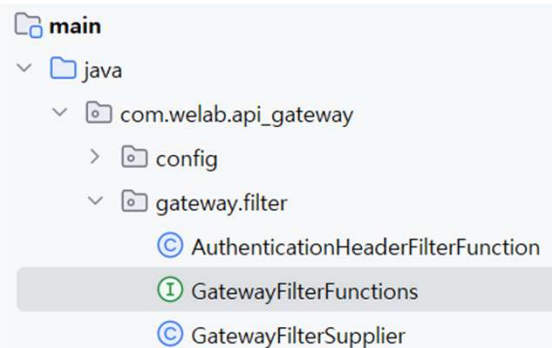 main
java
com.welab.api_gateway
config
gateway.filter
AuthenticationHeaderFilterFunction
GatewayFilterFunctions
GatewayFilterSupplier